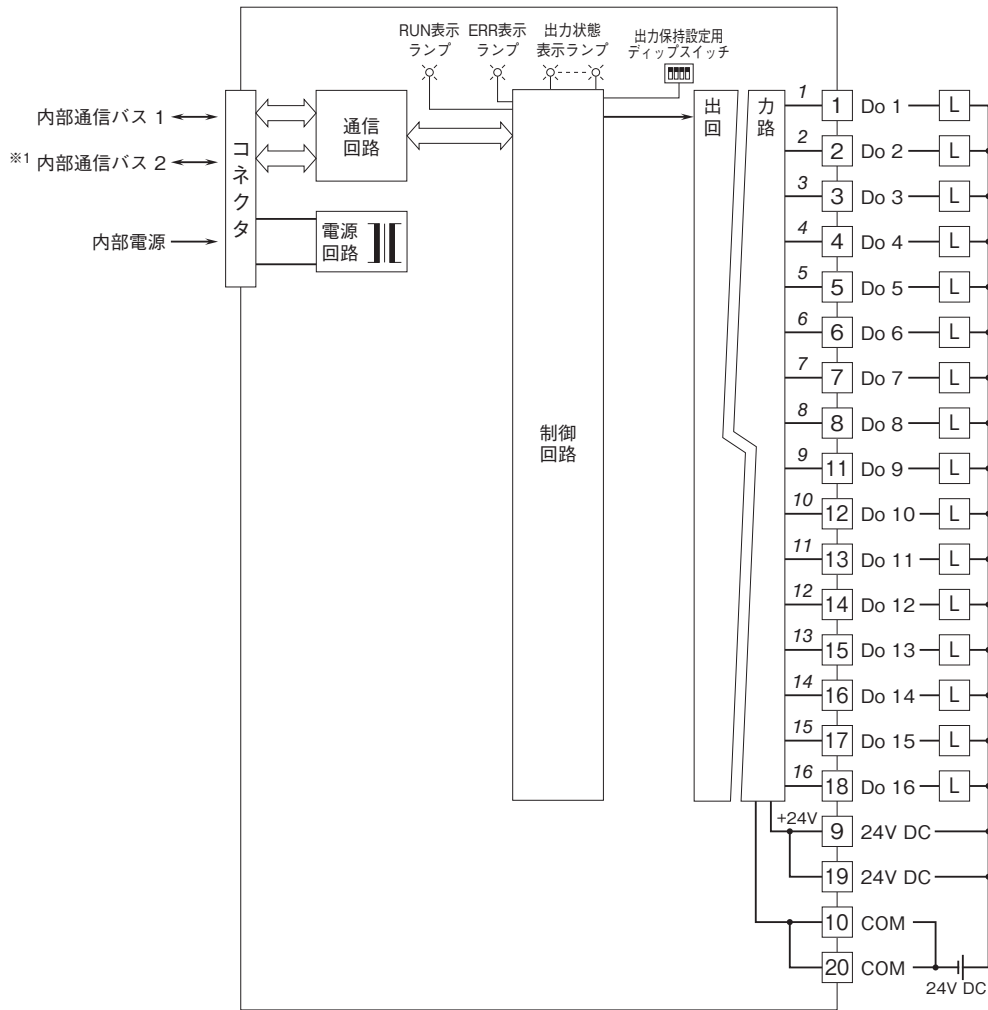 RUN表示
ランプ
ERR表示
ランプ
出力状態
表示ランプ
出力保持設定用
ディップスイッチ
内部通信バス 1
※1 内部通信バス 2
内部電源
コネクタ
通信
回路
電源
回路
制御
回路
出力
回路
1 1 Do 1 L
2 2 Do 2 L
3 3 Do 3 L
4 4 Do 4 L
5 5 Do 5 L
6 6 Do 6 L
7 7 Do 7 L
8 8 Do 8 L
9 11 Do 9 L
10 12 Do 10 L
11 13 Do 11 L
12 14 Do 12 L
13 15 Do 13 L
14 16 Do 14 L
15 17 Do 15 L
16 18 Do 16 L
+24V 9 24V DC
19 24V DC
10 COM
20 COM
24V DC